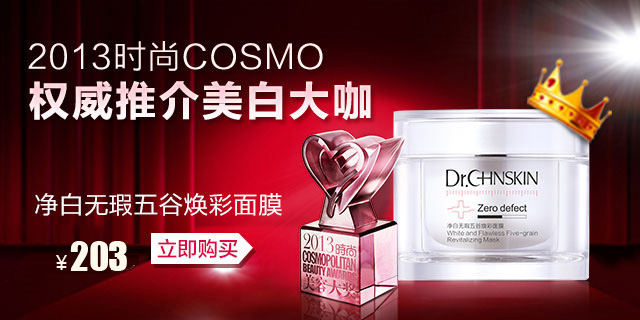 2013时尚COSMO
权威推介美白大咖
净白无瑕五谷焕彩面膜
¥203
立即购买
2013時尚
COSMOPOLITAN
BEAUTY AWARDS
美容大奖
Dr.CHNSKIN
Zero defect
净白无瑕五谷焕彩面膜
White and Flawless Five-grain
Revitalizing Mask